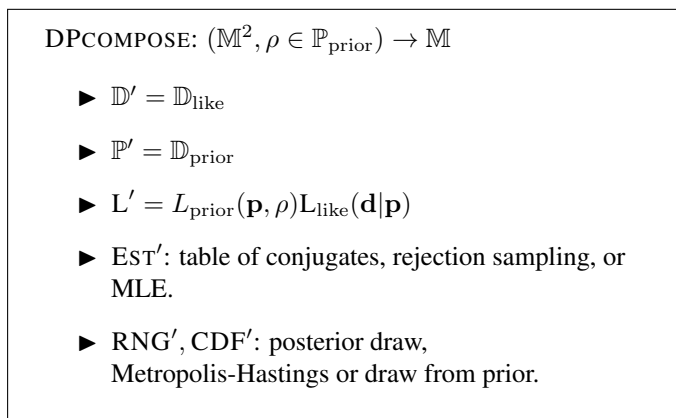 DPCOMPOSE: (𝕄², ρ ∈ ℙ_prior) → 𝕄
► 𝔻′ = 𝔻_like
► ℙ′ = 𝔻_prior
► L′ = L_prior(p, ρ)L_like(d|p)
► EST′: table of conjugates, rejection sampling, or
MLE.
► RNG′, CDF′: posterior draw,
Metropolis-Hastings or draw from prior.